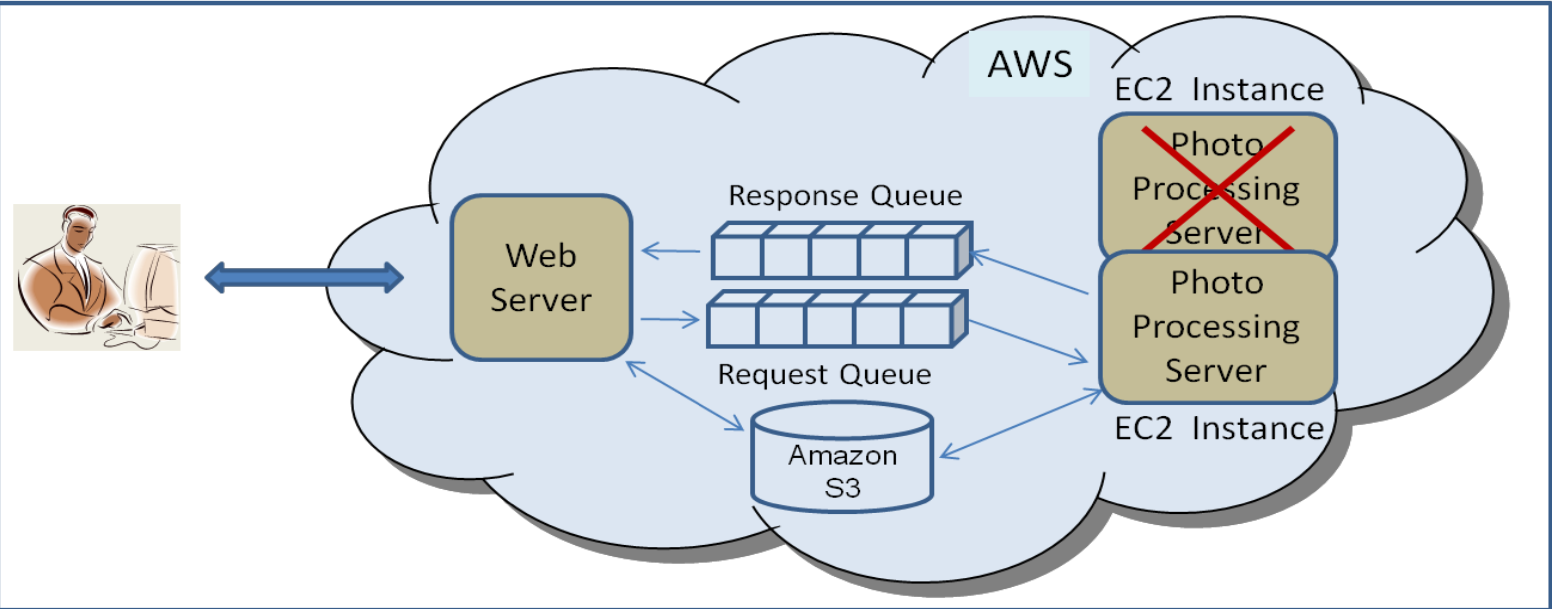 AWS
EC2 Instance
Photo
Processing
Server
Response Queue
Web
Server
Photo
Processing
Server
Request Queue
EC2 Instance
Amazon
S3